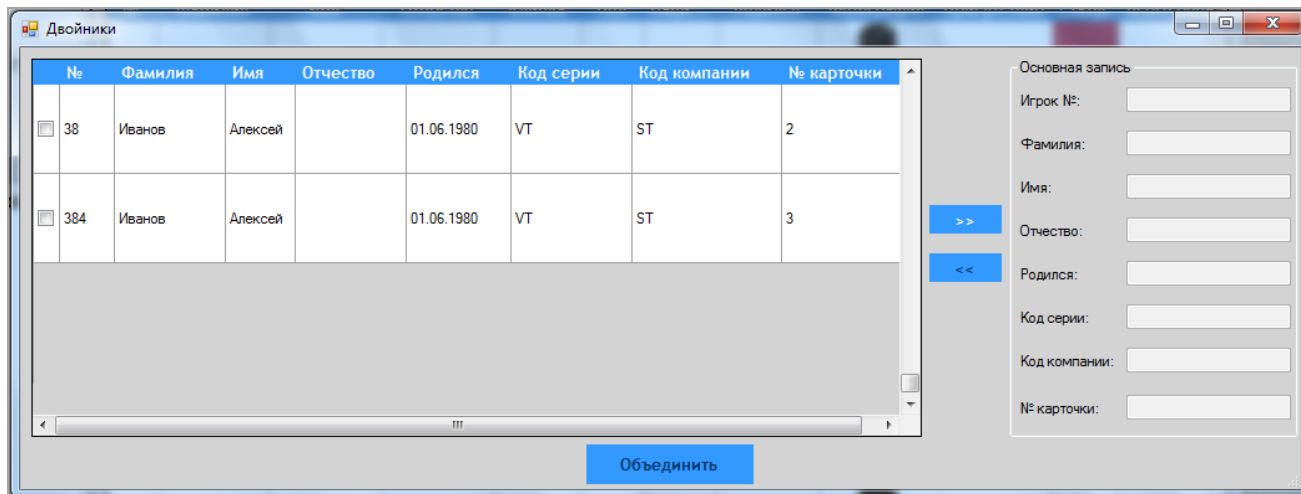 Двойники
№ Фамилия Имя Отчество Родился Код серии Код компании № карточки
38 Иванов Алексей 01.06.1980 VT ST 2
384 Иванов Алексей 01.06.1980 VT ST 3
>>
<<
Основная запись
Игрок №:
Фамилия:
Имя:
Отчество:
Родился:
Код серии:
Код компании:
№ карточки:
Объединить